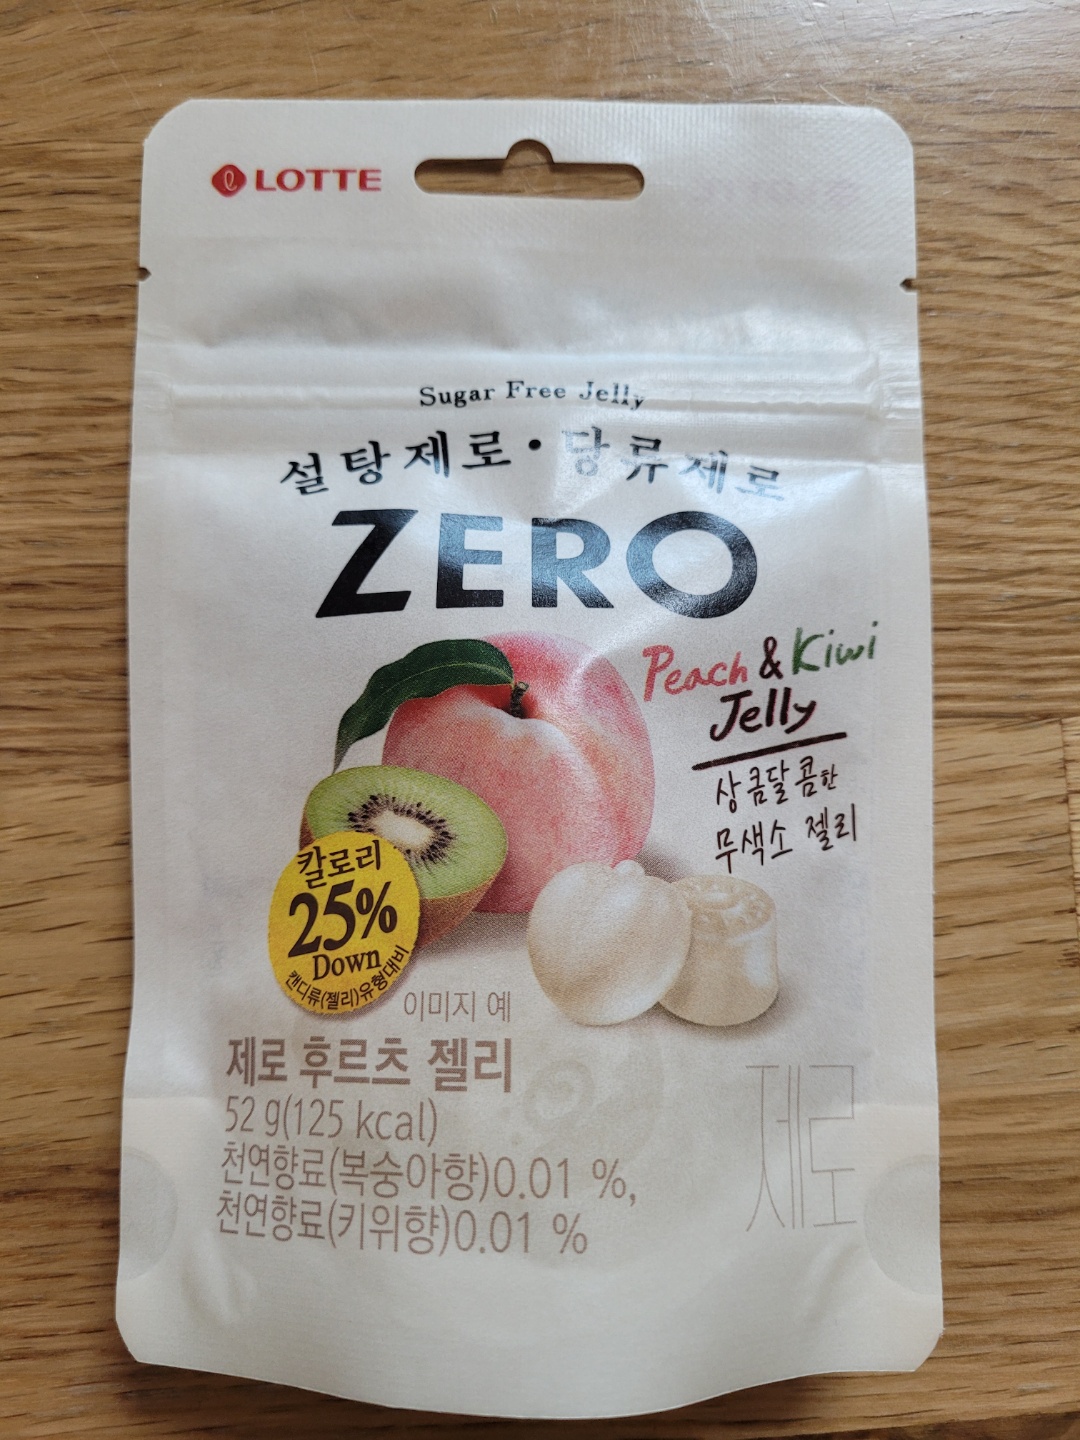 LOTTE
Sugar Free Jelly
설탕제로·당류제로
ZERO
Peach & Kiwi
Jelly
상콤달콤한
무색소 젤리
칼로리
25%
Down
캔디류(젤리)유형대비
이미지 예
제로 후르츠 젤리
52 g(125 kcal)
천연향료(복숭아향)0.01 %,
천연향료(키위향)0.01 %
제로